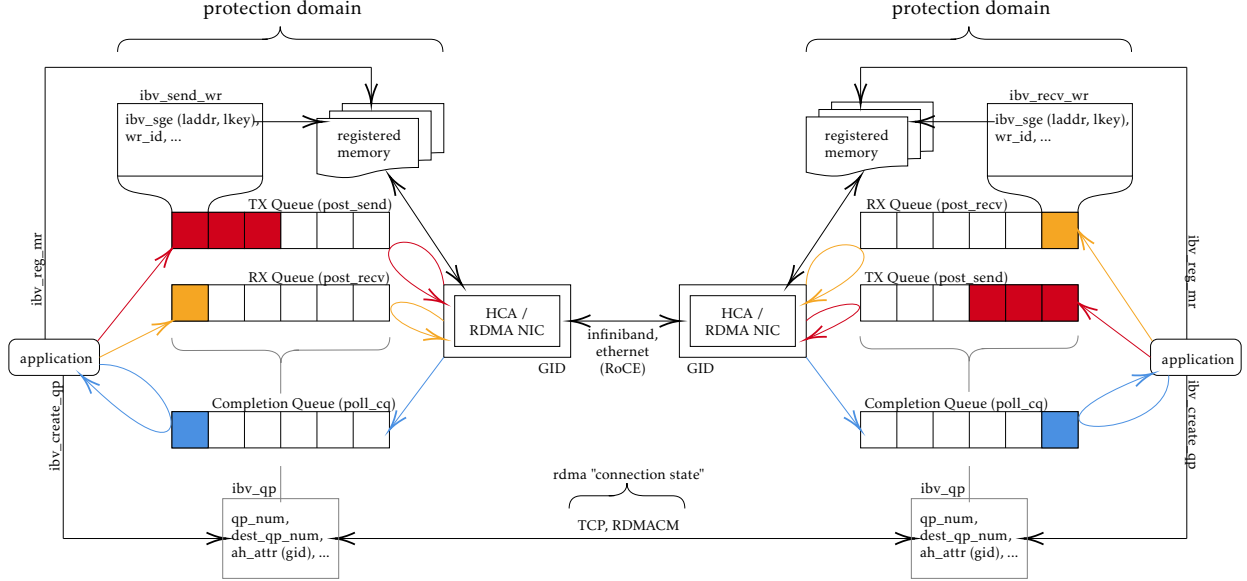 protection domain
ibv_send_wr
ibv_sge (laddr, lkey),
wr_id, ...
registered
memory
TX Queue (post_send)
RX Queue (post_recv)
ibv_reg_mr
application
ibv_create_qp
HCA /
RDMA NIC
GID
Completion Queue (poll_cq)
ibv_qp
qp_num,
dest_qp_num,
ah_attr (gid), ...
infiniband,
ethernet
(RoCE)
rdma "connection state"
TCP, RDMACM
protection domain
ibv_recv_wr
ibv_sge (laddr, lkey),
wr_id, ...
registered
memory
RX Queue (post_recv)
TX Queue (post_send)
ibv_reg_mr
HCA /
RDMA NIC
GID
application
ibv_create_qp
Completion Queue (poll_cq)
ibv_qp
qp_num,
dest_qp_num,
ah_attr (gid), ...